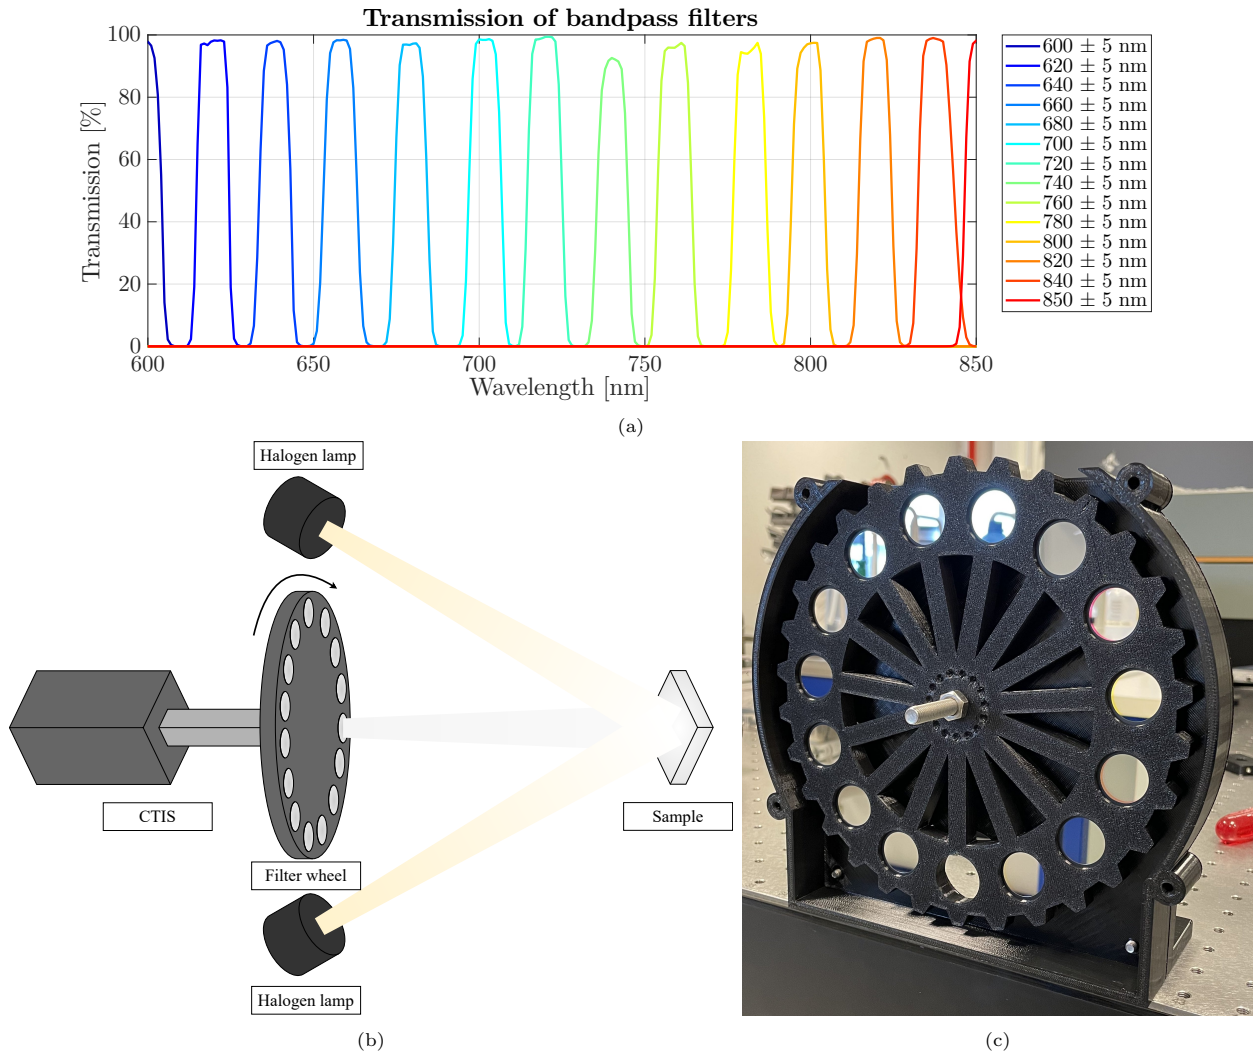 Transmission of bandpass filters
100
80
60
40
20
0
Transmission [%]
600
650
700
750
800
850
Wavelength [nm]
600 ± 5 nm
620 ± 5 nm
640 ± 5 nm
660 ± 5 nm
680 ± 5 nm
700 ± 5 nm
720 ± 5 nm
740 ± 5 nm
760 ± 5 nm
780 ± 5 nm
800 ± 5 nm
820 ± 5 nm
840 ± 5 nm
850 ± 5 nm
(a)
Halogen lamp
CTIS
Filter wheel
Sample
Halogen lamp
(b)
(c)